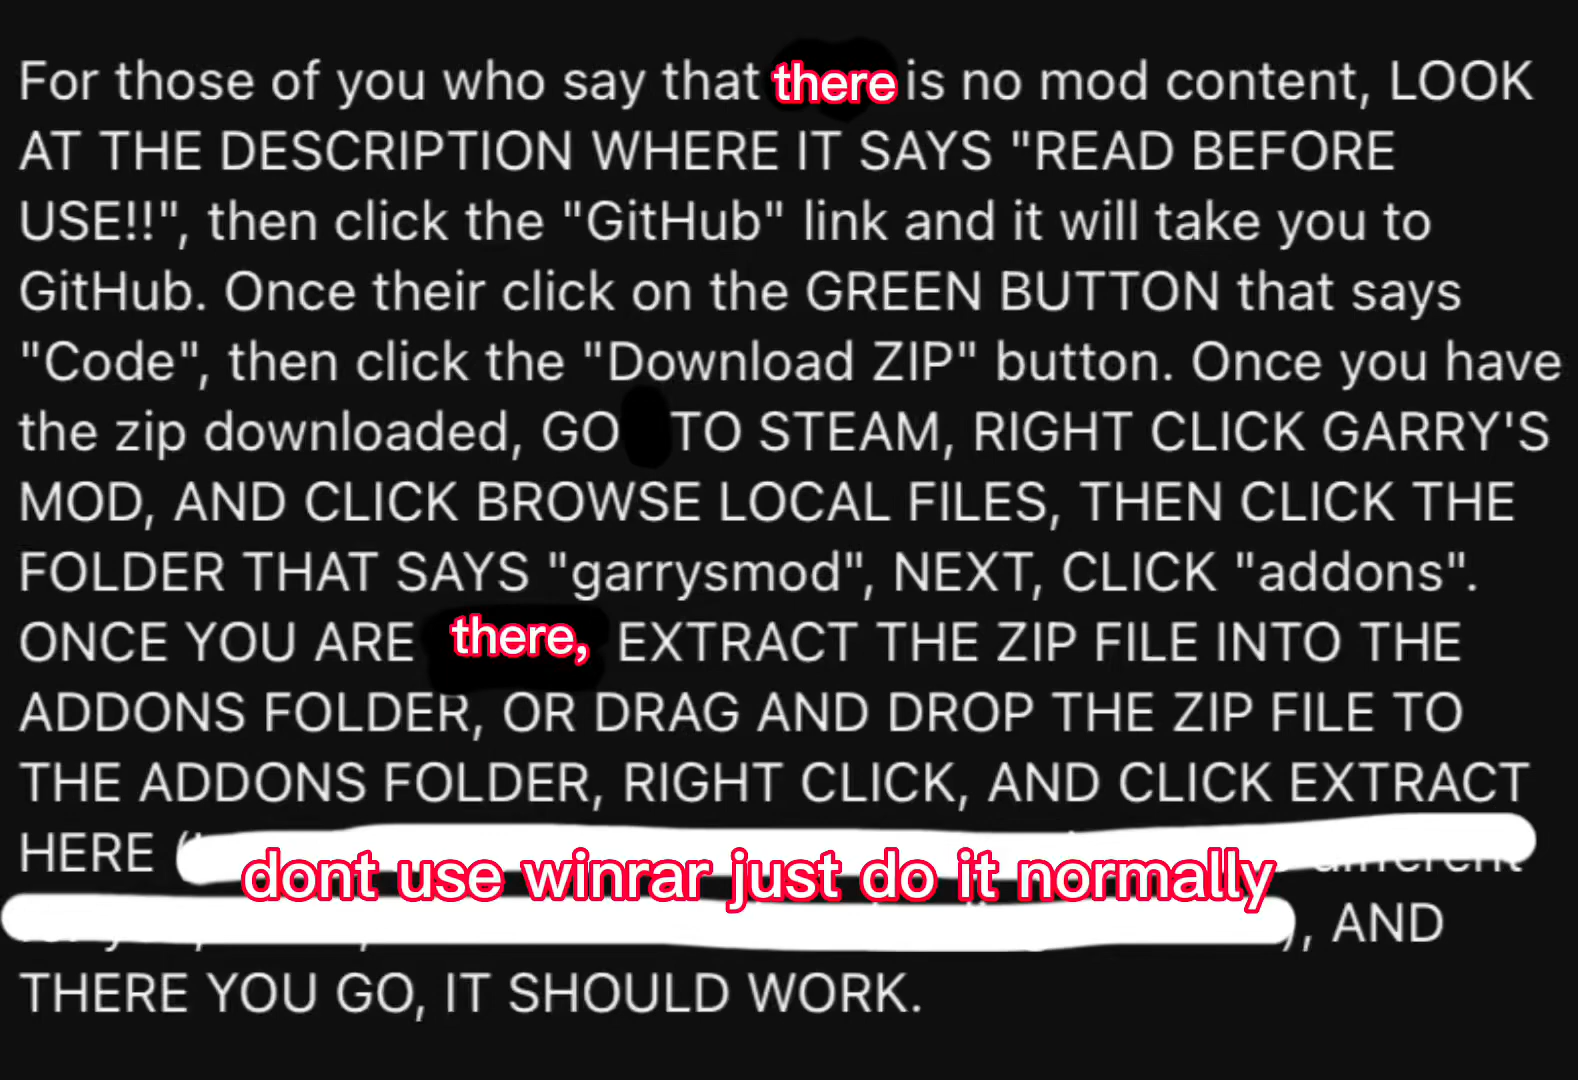 For those of you who say that there is no mod content, LOOK
AT THE DESCRIPTION WHERE IT SAYS "READ BEFORE
USE!!", then click the "GitHub" link and it will take you to
GitHub. Once their click on the GREEN BUTTON that says
"Code", then click the "Download ZIP" button. Once you have
the zip downloaded, GO TO STEAM, RIGHT CLICK GARRY'S
MOD, AND CLICK BROWSE LOCAL FILES, THEN CLICK THE
FOLDER THAT SAYS "garrysmod", NEXT, CLICK "addons".
ONCE YOU ARE there, EXTRACT THE ZIP FILE INTO THE
ADDONS FOLDER, OR DRAG AND DROP THE ZIP FILE TO
THE ADDONS FOLDER, RIGHT CLICK, AND CLICK EXTRACT
HERE (
dont use winrar just do it normally
), AND
THERE YOU GO, IT SHOULD WORK.